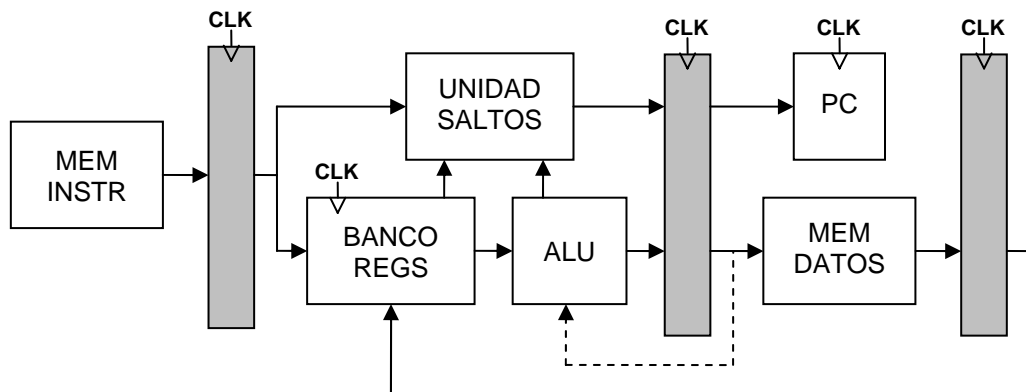 CLK
CLK
CLK
CLK
UNIDAD
SALTOS
PC
MEM
INSTR
CLK
BANCO
REGS
ALU
MEM
DATOS